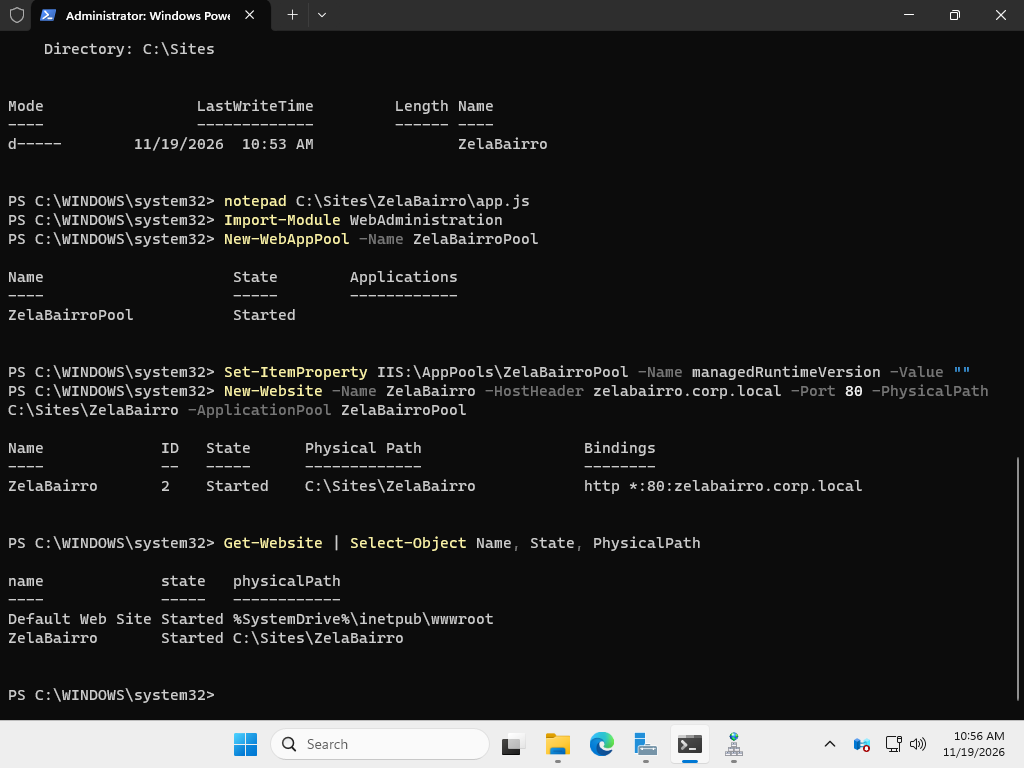 Administrator: Windows Powe
Directory: C:\Sites
Mode LastWriteTime Length Name
---- ------------- ------ ----
d----- 11/19/2026 10:53 AM ZelaBairro
PS C:\WINDOWS\system32> notepad C:\Sites\ZelaBairro\app.js
PS C:\WINDOWS\system32> Import-Module WebAdministration
PS C:\WINDOWS\system32> New-WebAppPool -Name ZelaBairroPool
Name State Applications
---- ----- ------------
ZelaBairroPool Started
PS C:\WINDOWS\system32> Set-ItemProperty IIS:\AppPools\ZelaBairroPool -Name managedRuntimeVersion -Value ""
PS C:\WINDOWS\system32> New-Website -Name ZelaBairro -HostHeader zelabairro.corp.local -Port 80 -PhysicalPath
C:\Sites\ZelaBairro -ApplicationPool ZelaBairroPool
Name ID State Physical Path Bindings
---- -- ----- ------------- --------
ZelaBairro 2 Started C:\Sites\ZelaBairro http *:80:zelabairro.corp.local
PS C:\WINDOWS\system32> Get-Website | Select-Object Name, State, PhysicalPath
name state physicalPath
---- ----- ------------
Default Web Site Started %SystemDrive%\inetpub\wwwroot
ZelaBairro Started C:\Sites\ZelaBairro
PS C:\WINDOWS\system32>
Search
10:56 AM
11/19/2026